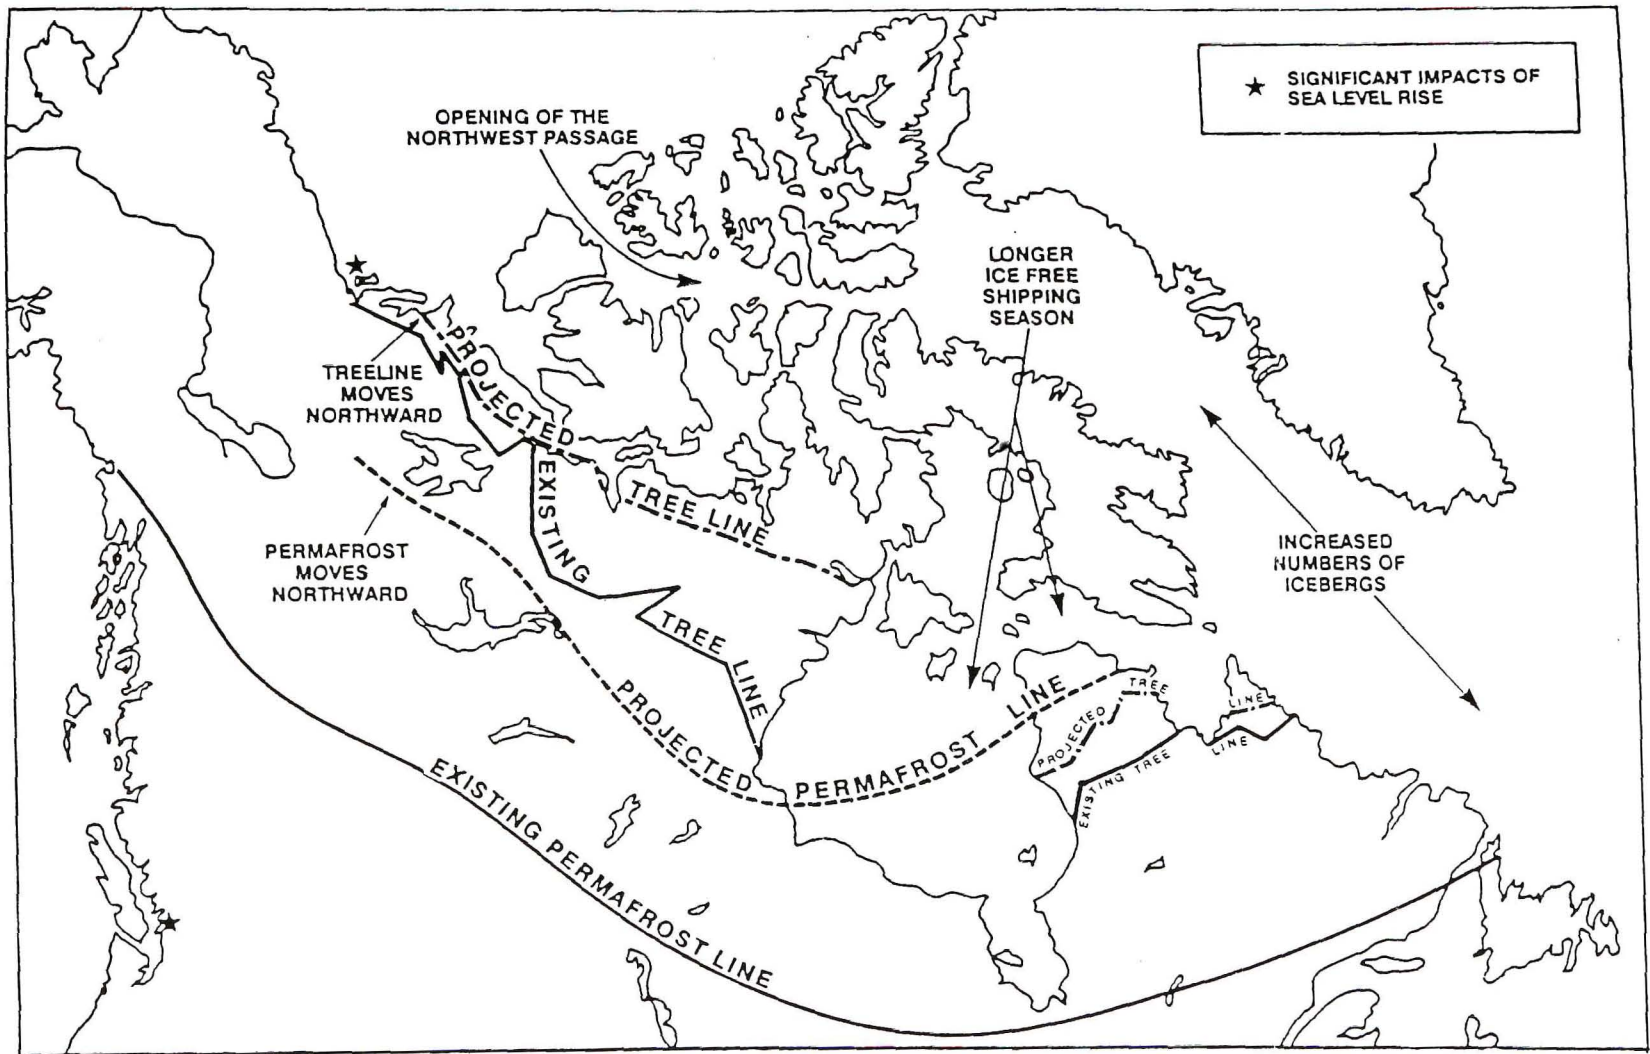 ★ SIGNIFICANT IMPACTS OF
SEA LEVEL RISE
OPENING OF THE
NORTHWEST PASSAGE
LONGER
ICE FREE
SHIPPING
SEASON
TREELINE
MOVES
NORTHWARD
PROJECTED
TREE LINE
EXISTING
TREE LINE
PERMAFROST
MOVES
NORTHWARD
INCREASED
NUMBERS OF
ICEBERGS
PROJECTED PERMAFROST LINE
PROJECTED TREE
LINE
EXISTING TREE
LINE
EXISTING PERMAFROST LINE